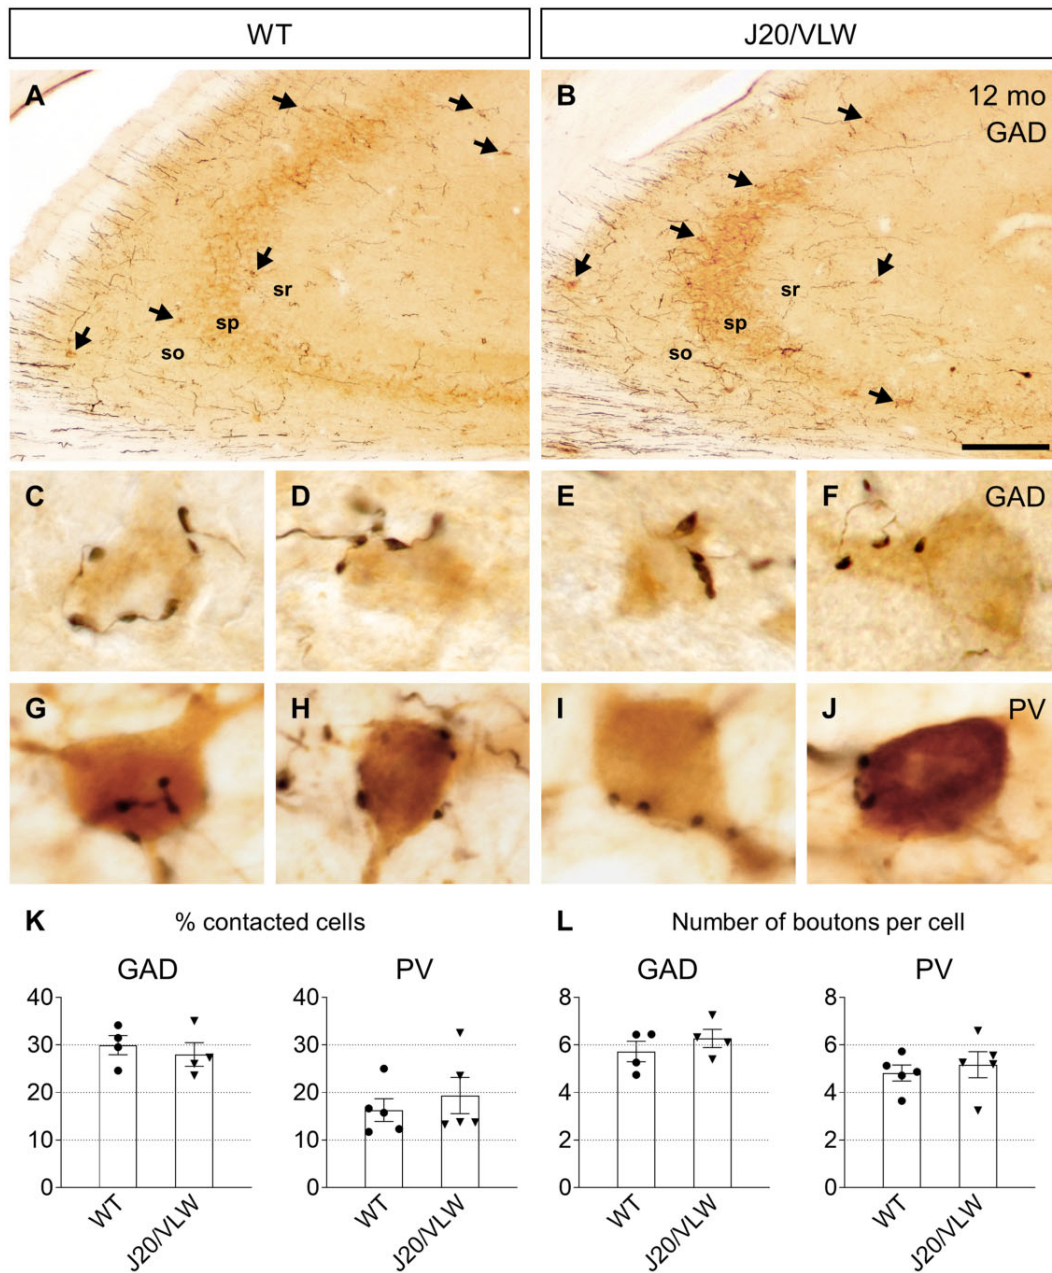 WT
J20/VLW
A
B
12 mo
GAD
sr
sp
so
sr
sp
so
C
D
E
F
GAD
G
H
I
J
PV
K
% contacted cells
L
Number of boutons per cell
GAD
PV
GAD
PV
40
30
20
10
0
WT
J20/VLW
40
30
20
10
0
WT
J20/VLW
8
6
4
2
0
WT
J20/VLW
8
6
4
2
0
WT
J20/VLW